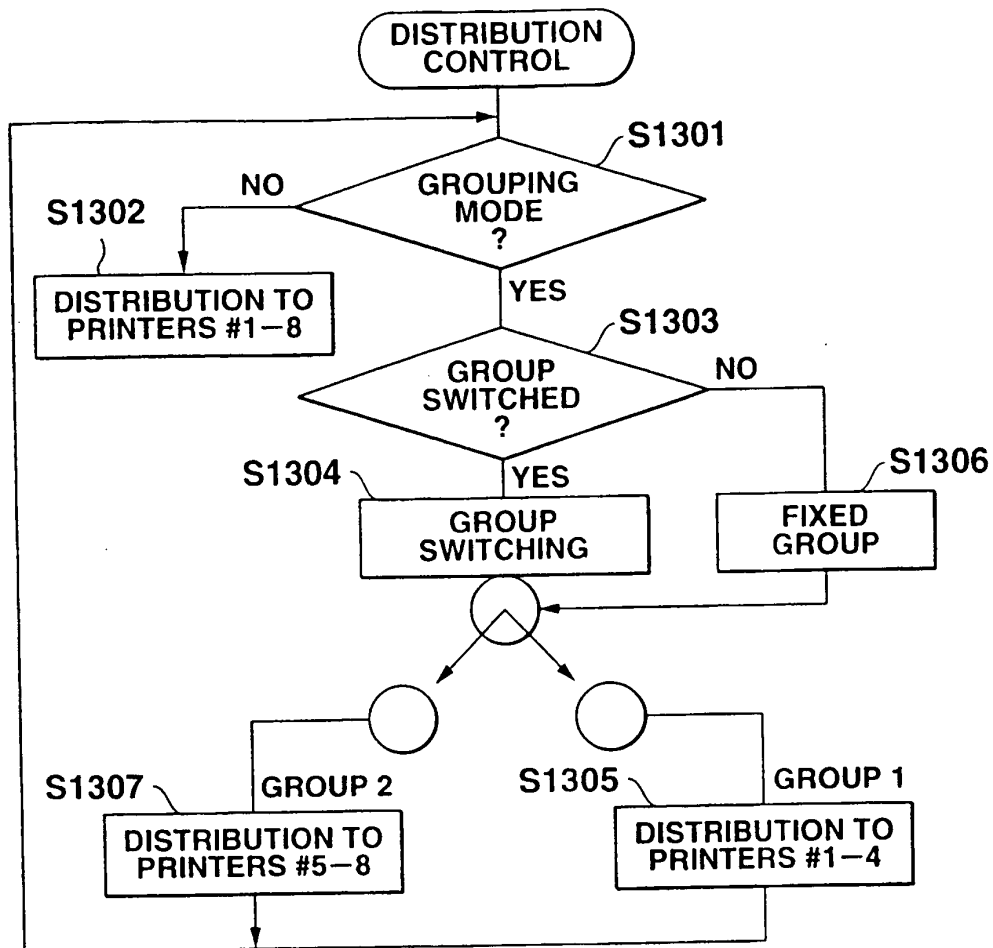 DISTRIBUTION
CONTROL
S1301
GROUPING
MODE
?
NO
S1302
DISTRIBUTION TO
PRINTERS #1−8
YES
S1303
GROUP
SWITCHED
?
NO
YES
S1304
GROUP
SWITCHING
S1306
FIXED
GROUP
S1307
GROUP 2
DISTRIBUTION TO
PRINTERS #5−8
S1305
GROUP 1
DISTRIBUTION TO
PRINTERS #1−4